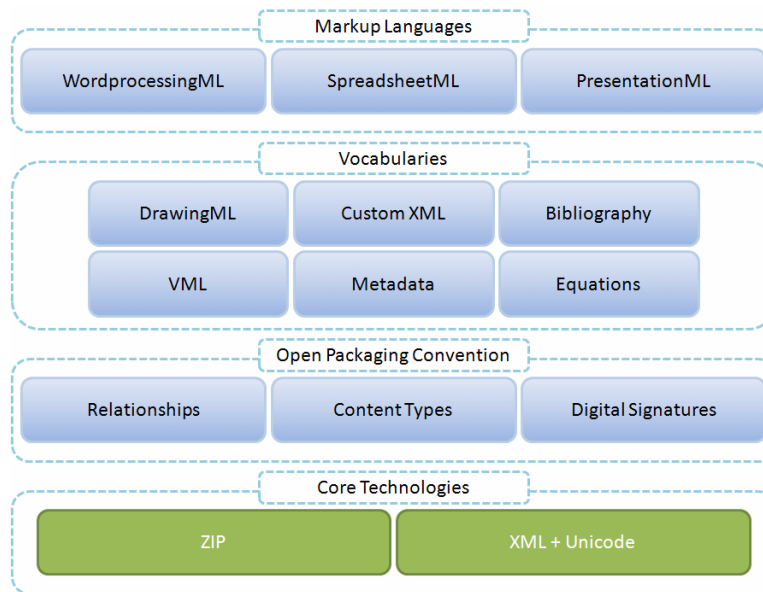 Markup Languages
WordprocessingML
SpreadsheetML
PresentationML
Vocabularies
DrawingML
Custom XML
Bibliography
VML
Metadata
Equations
Open Packaging Convention
Relationships
Content Types
Digital Signatures
Core Technologies
ZIP
XML + Unicode